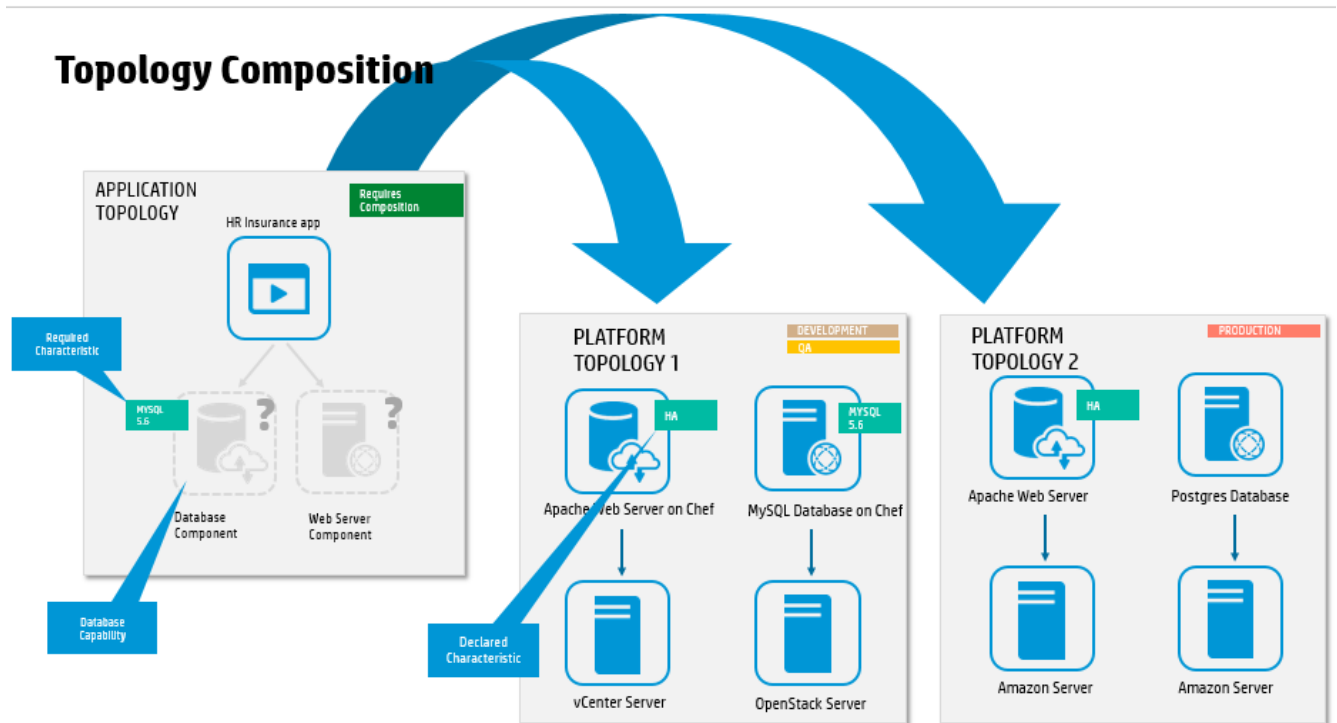 Topology Composition
APPLICATION
TOPOLOGY
Requires
Composition
HR Insurance app
Required
Characteristic
MYSQL
5.6
?
?
Database
Component
Web Server
Component
Database
Capability
PLATFORM
TOPOLOGY 1
DEVELOPMENT
QA
HA
MYSQL
5.6
Apache Web Server on Chef
MySQL Database on Chef
Declared
Characteristic
vCenter Server
OpenStack Server
PLATFORM
TOPOLOGY 2
PRODUCTION
HA
Apache Web Server
Postgres Database
Amazon Server
Amazon Server